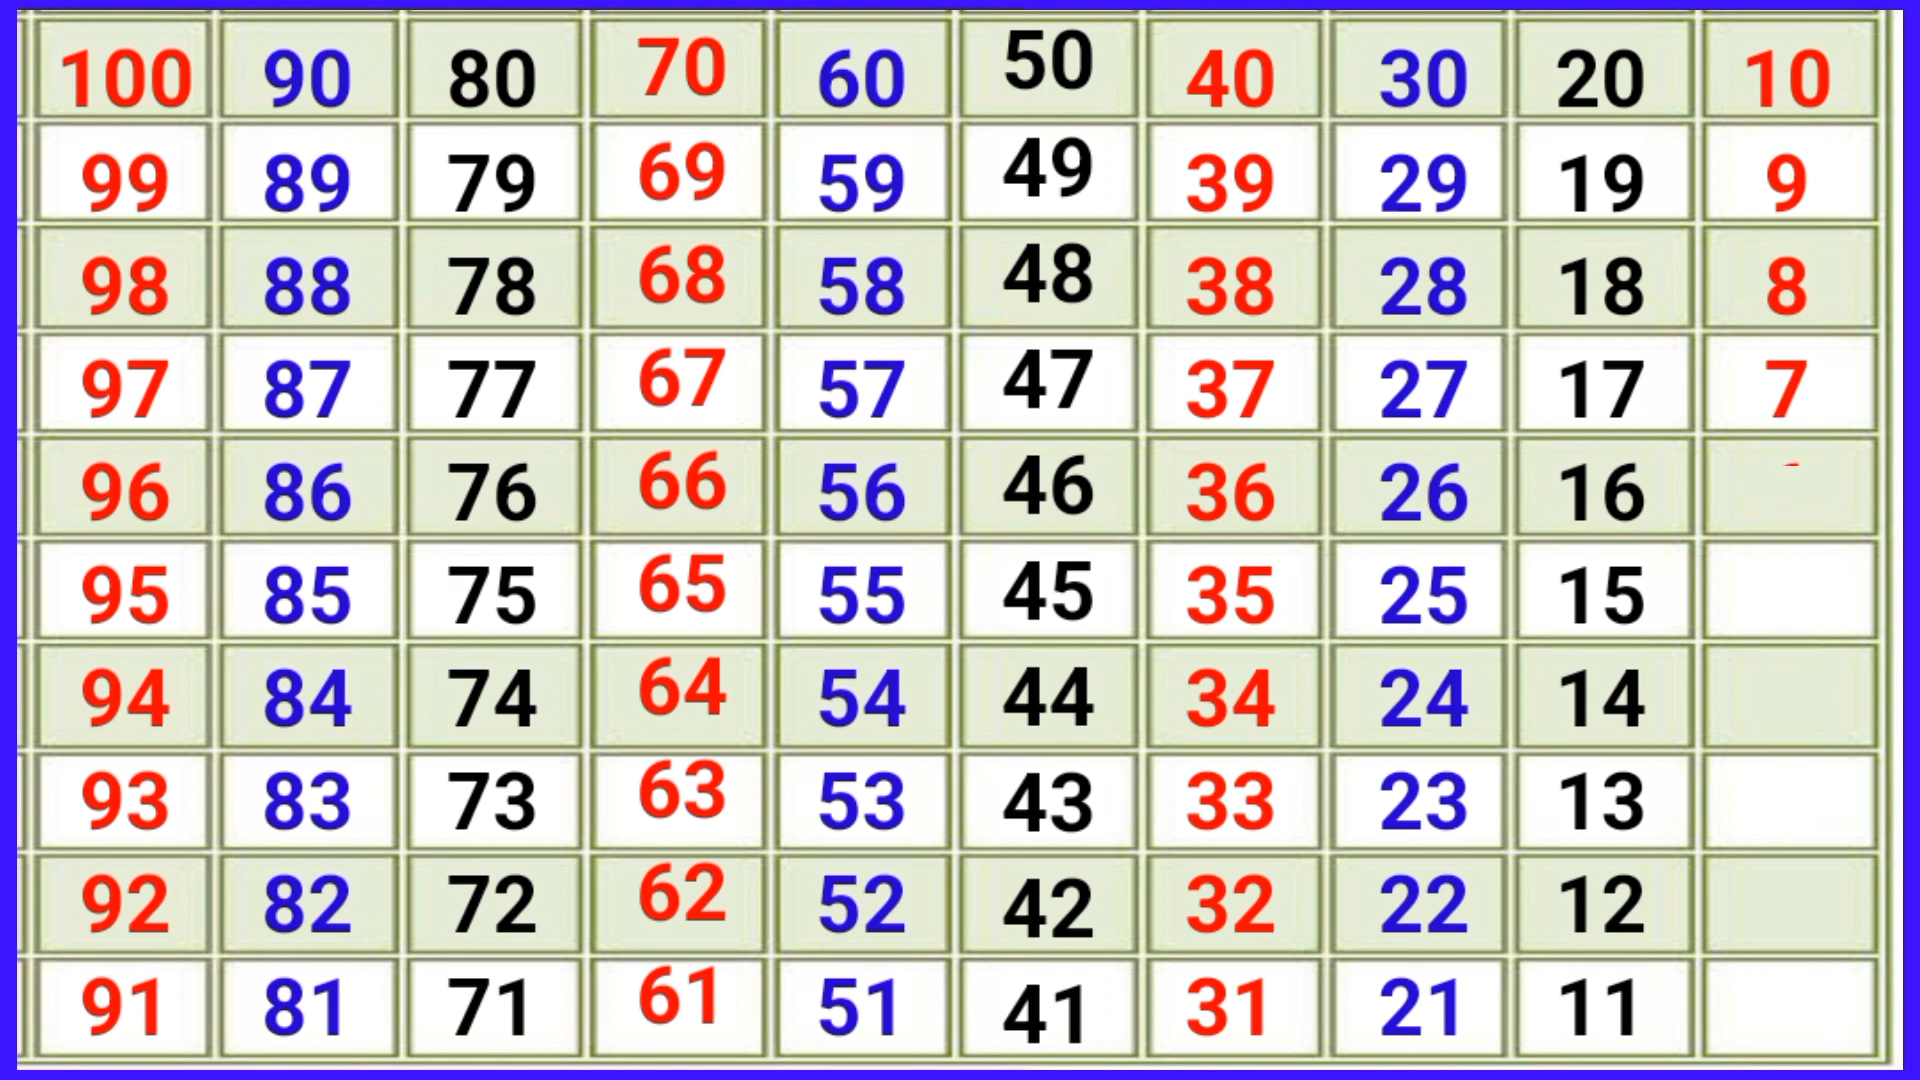 100 90 80 70 60 50 40 30 20 10
99 89 79 69 59 49 39 29 19 9
98 88 78 68 58 48 38 28 18 8
97 87 77 67 57 47 37 27 17 7
96 86 76 66 56 46 36 26 16
95 85 75 65 55 45 35 25 15
94 84 74 64 54 44 34 24 14
93 83 73 63 53 43 33 23 13
92 82 72 62 52 42 32 22 12
91 81 71 61 51 41 31 21 11